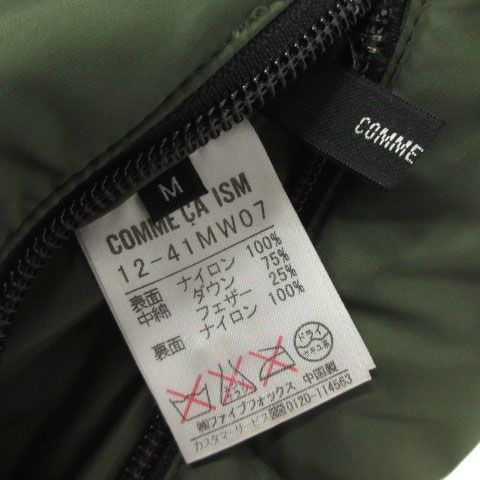 COMME
M
COMME ÇA ISM
12-41MW07
表面 ナイロン 100%
中綿 ダウン 75%
フェザー 25%
裏面 ナイロン 100%
ドライ
セキユ系
㈱ファイブフォックス 中国製
カスタマーサービス 0120-114563